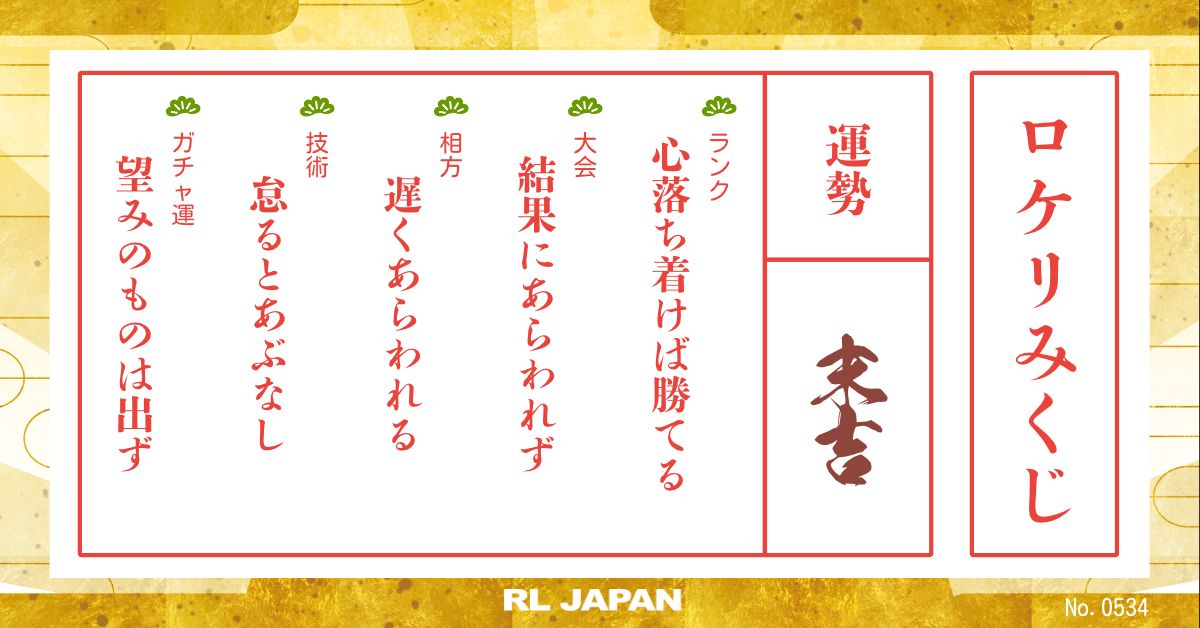 ロケリみくじ
運勢
末吉
ランク
心落ち着けば勝てる
大会
結果にあらわれず
相方
遅くあらわれる
技術
怠るとあぶなし
ガチャ運
望みのものは出ず
RL JAPAN
No. 0534